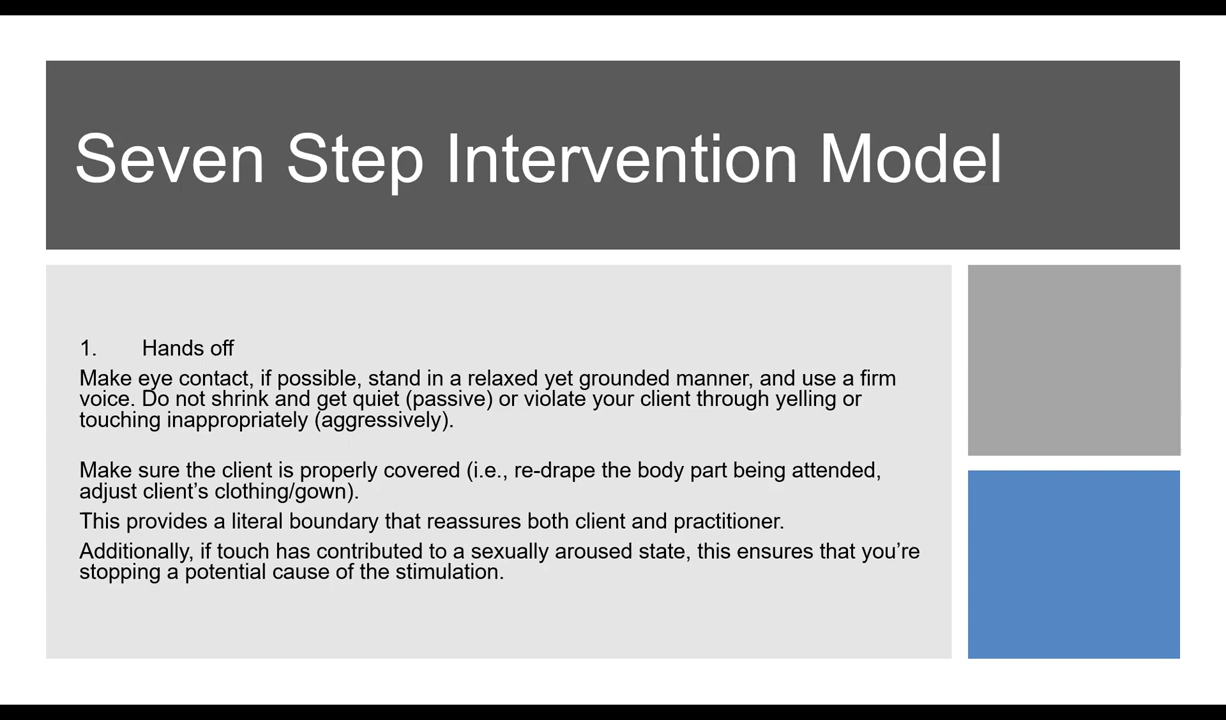 Seven Step Intervention Model
1. Hands off
Make eye contact, if possible, stand in a relaxed yet grounded manner, and use a firm
voice. Do not shrink and get quiet (passive) or violate your client through yelling or
touching inappropriately (aggressively).
Make sure the client is properly covered (i.e., re-drape the body part being attended,
adjust client’s clothing/gown).
This provides a literal boundary that reassures both client and practitioner.
Additionally, if touch has contributed to a sexually aroused state, this ensures that you’re
stopping a potential cause of the stimulation.